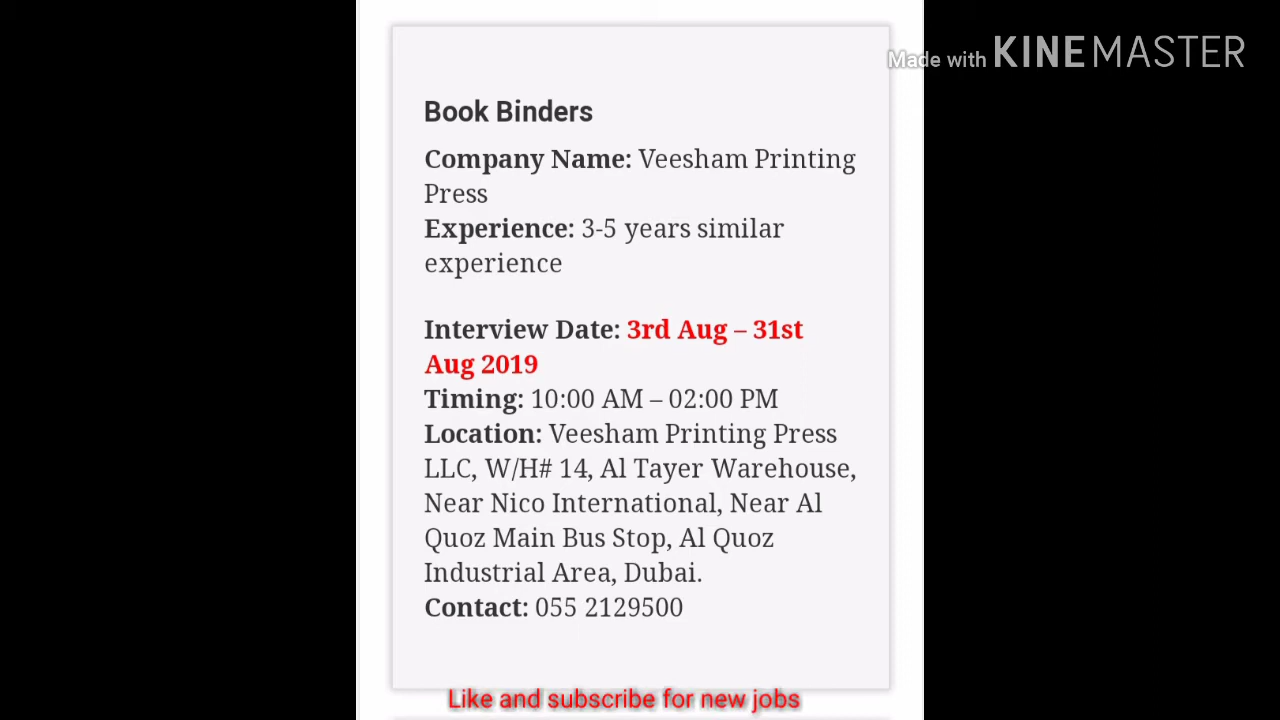 Made with KINEMASTER
Book Binders
Company Name: Veesham Printing
Press
Experience: 3-5 years similar
experience
Interview Date: 3rd Aug – 31st
Aug 2019
Timing: 10:00 AM – 02:00 PM
Location: Veesham Printing Press
LLC, W/H# 14, Al Tayer Warehouse,
Near Nico International, Near Al
Quoz Main Bus Stop, Al Quoz
Industrial Area, Dubai.
Contact: 055 2129500
Like and subscribe for new jobs